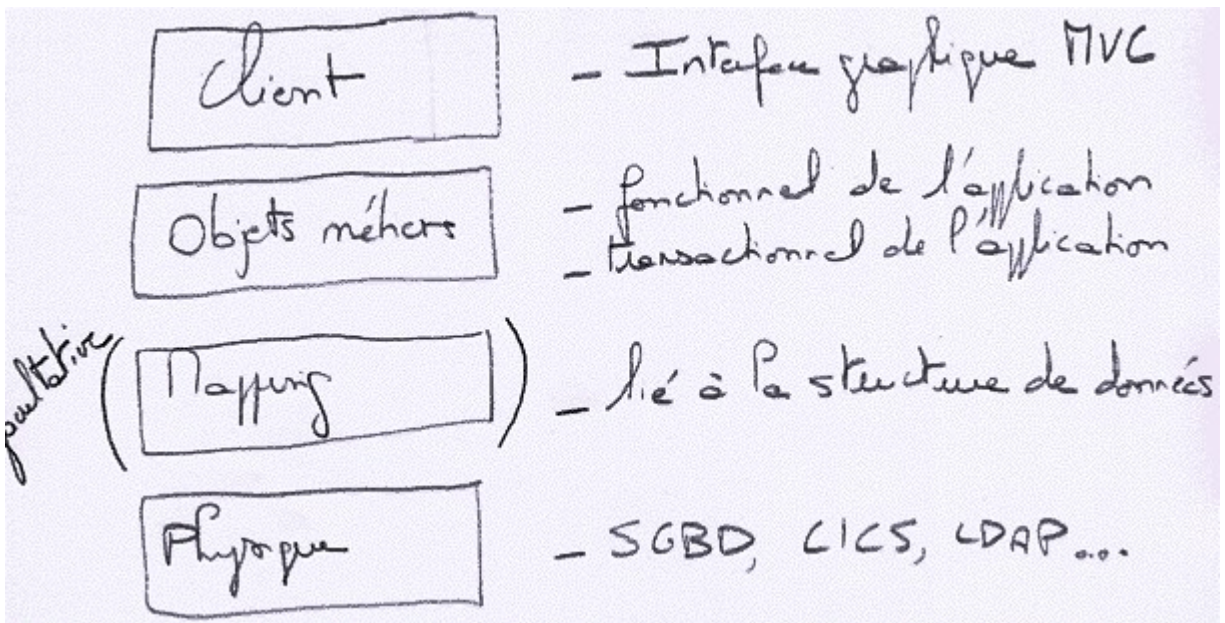 Client
- Interface graphique MVC
Objets métiers
- fonctionnel de l'application
- transactionnel de l'application
facultative
( Mapping )
- lié à la structure de données
Physique
- SGBD, CICS, LDAP...